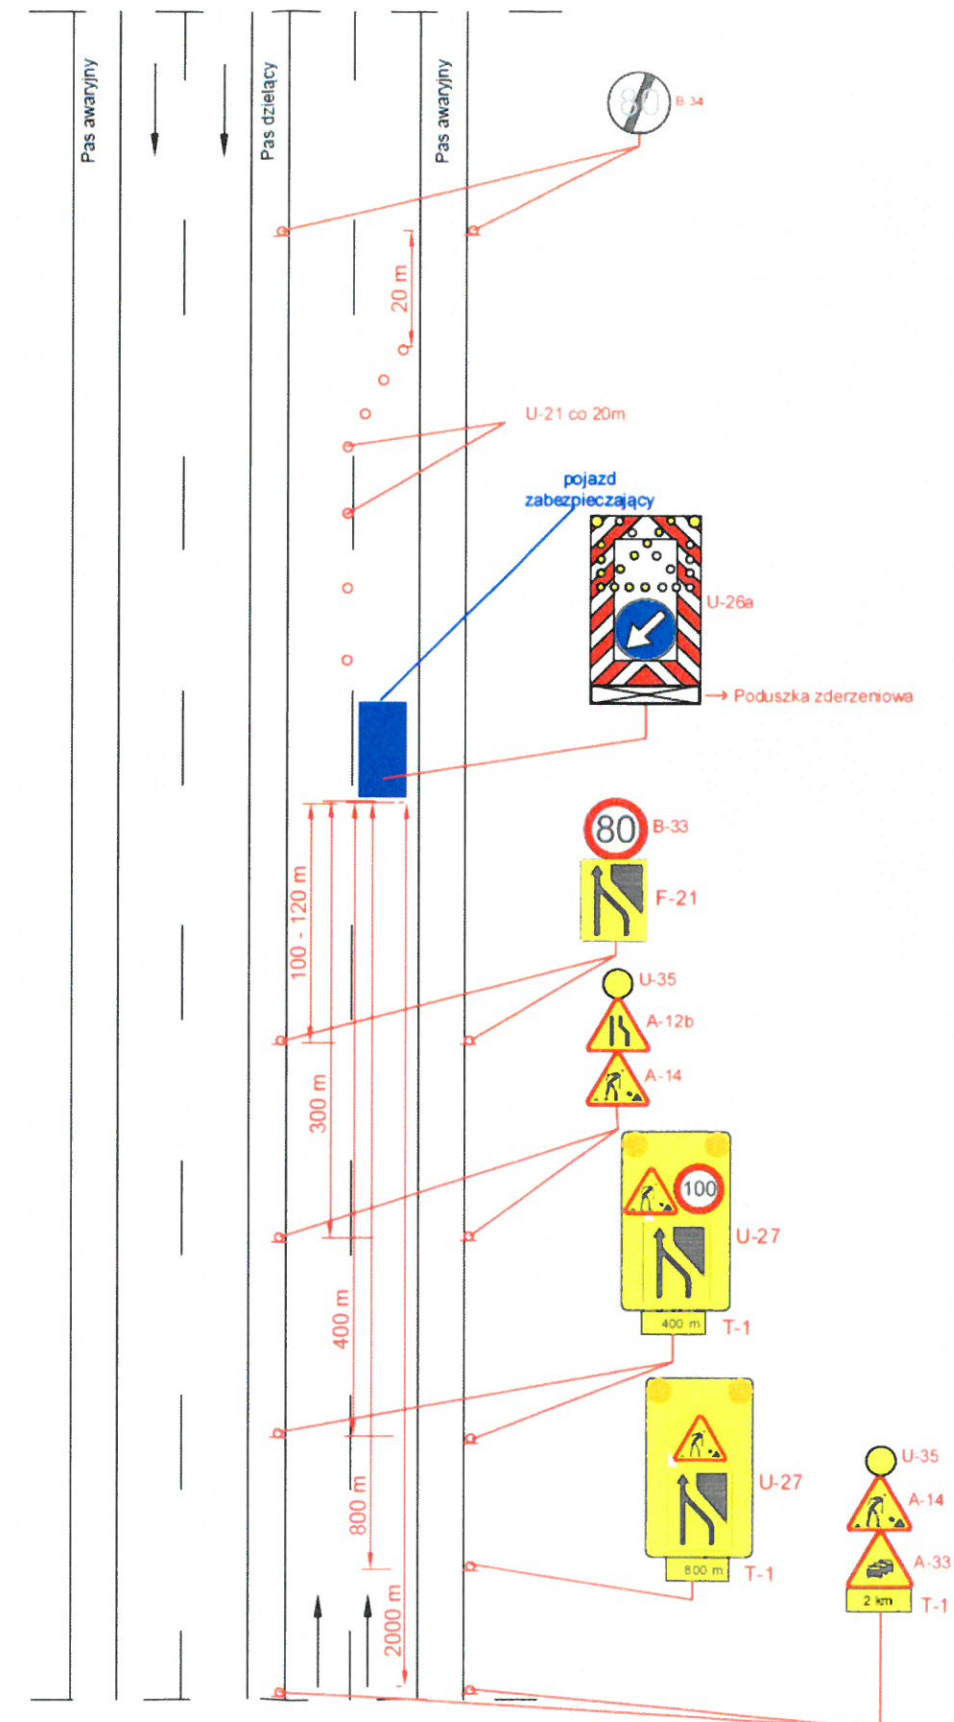 Pas awaryjny
Pas dzielący
Pas awaryjny
80
B-34
20 m
U-21 co 20m
pojazd
zabezpieczający
U-26a
Poduszka zderzeniowa
80
B-33
F-21
100 - 120 m
U-35
A-12b
A-14
300 m
100
U-27
400 m
T-1
400 m
U-27
800 m
T-1
800 m
U-35
A-14
A-33
2 km
T-1
2000 m